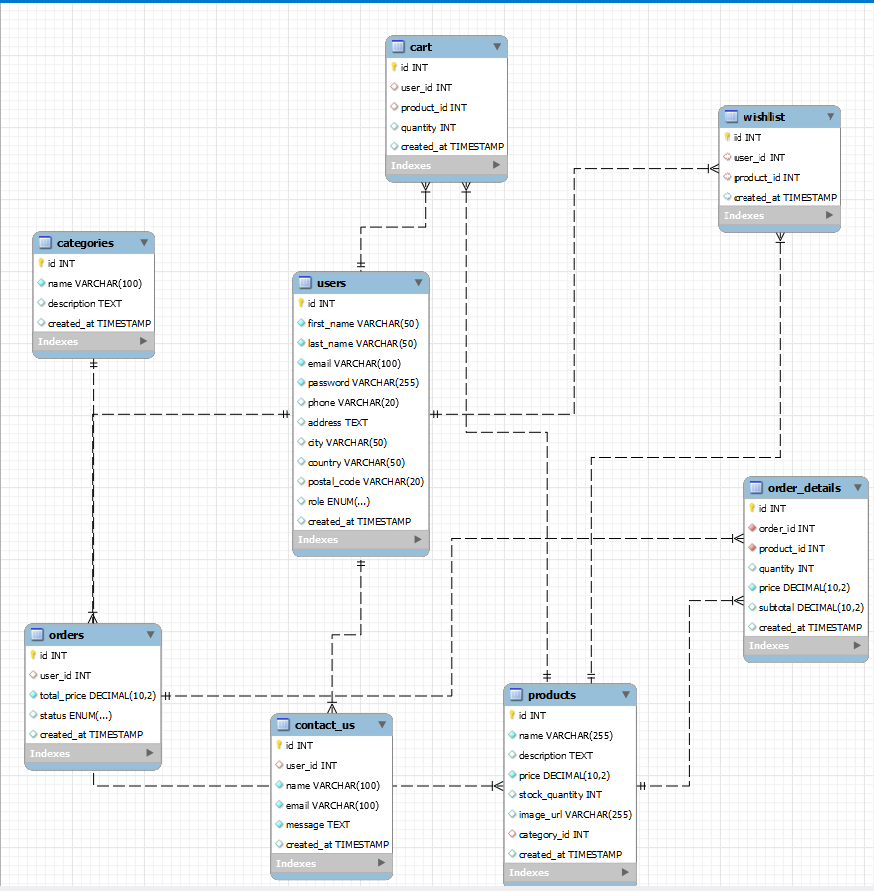 cart
id INT
user_id INT
product_id INT
quantity INT
created_at TIMESTAMP
Indexes
wishlist
id INT
user_id INT
product_id INT
created_at TIMESTAMP
Indexes
categories
id INT
name VARCHAR(100)
description TEXT
created_at TIMESTAMP
Indexes
users
id INT
first_name VARCHAR(50)
last_name VARCHAR(50)
email VARCHAR(100)
password VARCHAR(255)
phone VARCHAR(20)
address TEXT
city VARCHAR(50)
country VARCHAR(50)
postal_code VARCHAR(20)
role ENUM(...)
created_at TIMESTAMP
Indexes
order_details
id INT
order_id INT
product_id INT
quantity INT
price DECIMAL(10,2)
subtotal DECIMAL(10,2)
created_at TIMESTAMP
Indexes
orders
id INT
user_id INT
total_price DECIMAL(10,2)
status ENUM(...)
created_at TIMESTAMP
Indexes
contact_us
id INT
user_id INT
name VARCHAR(100)
email VARCHAR(100)
message TEXT
created_at TIMESTAMP
Indexes
products
id INT
name VARCHAR(255)
description TEXT
price DECIMAL(10,2)
stock_quantity INT
image_url VARCHAR(255)
category_id INT
created_at TIMESTAMP
Indexes